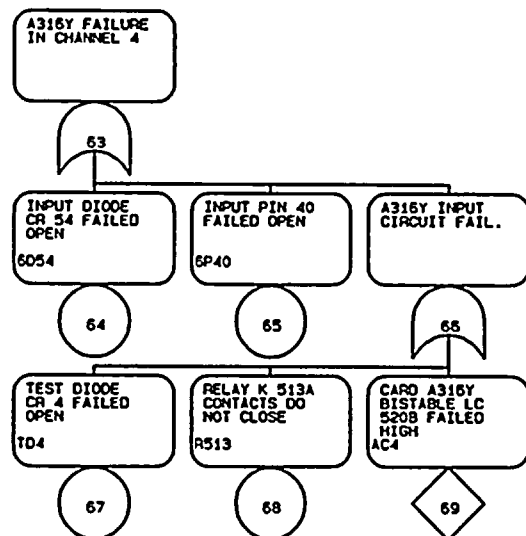 A316Y FAILURE
IN CHANNEL 4
63
INPUT DIODE
CR 54 FAILED
OPEN
6D54
64
INPUT PIN 40
FAILED OPEN
6P40
65
A316Y INPUT
CIRCUIT FAIL.
66
TEST DIODE
CR 4 FAILED
OPEN
TD4
67
RELAY K 513A
CONTACTS DO
NOT CLOSE
R513
68
CARD A316Y
BISTABLE LC
520B FAILED
HIGH
AC4
69